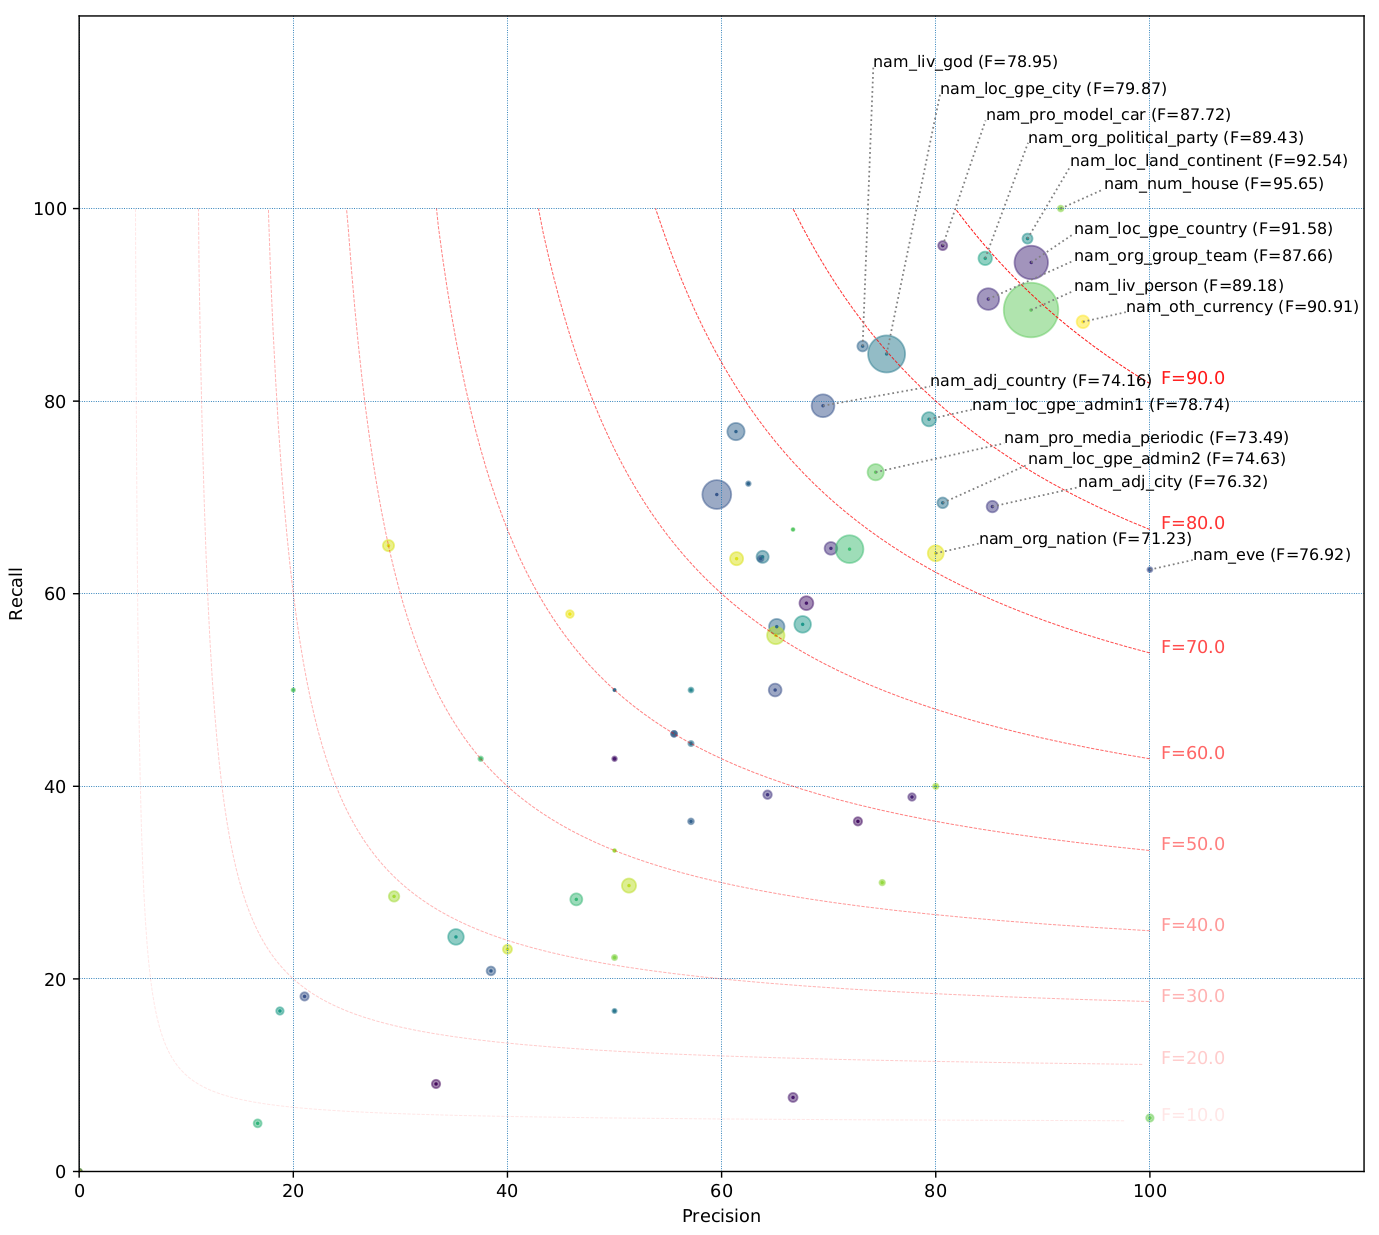 nam_liv_god (F=78.95)
nam_loc_gpe_city (F=79.87)
nam_pro_model_car (F=87.72)
nam_org_political_party (F=89.43)
nam_loc_land_continent (F=92.54)
nam_num_house (F=95.65)
nam_loc_gpe_country (F=91.58)
nam_org_group_team (F=87.66)
nam_liv_person (F=89.18)
nam_oth_currency (F=90.91)
F=90.0
nam_adj_country (F=74.16)
nam_loc_gpe_admin1 (F=78.74)
nam_pro_media_periodic (F=73.49)
nam_loc_gpe_admin2 (F=74.63)
nam_adj_city (F=76.32)
F=80.0
nam_org_nation (F=71.23)
nam_eve (F=76.92)
F=70.0
F=60.0
F=50.0
F=40.0
F=30.0
F=20.0
F=10.0
100
80
60
40
20
0
Recall
0 20 40 60 80 100
Precision